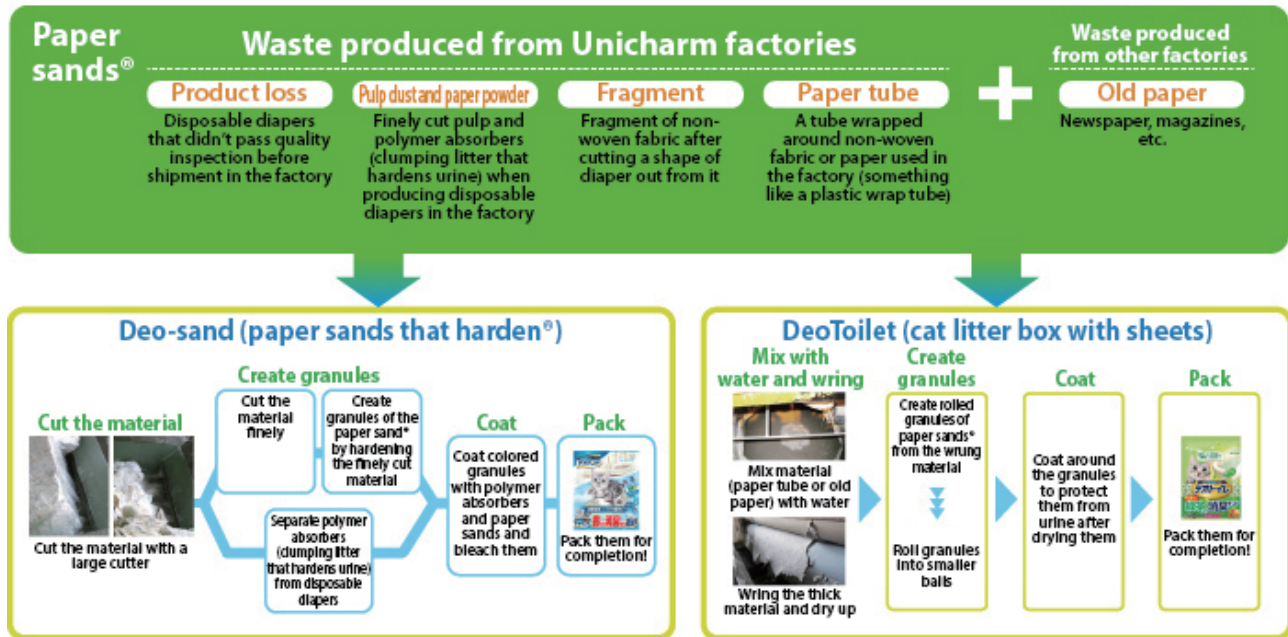 Paper
sands®
Waste produced from Unicharm factories
Product loss
Disposable diapers
that didn't pass quality
inspection before
shipment in the factory
Pulp dust and paper powder
Finely cut pulp and
polymer absorbers
(clumping litter that
hardens urine) when
producing disposable
diapers in the factory
Fragment
Fragment of non-
woven fabric after
cutting a shape of
diaper out from it
Paper tube
A tube wrapped
around non-woven
fabric or paper used in
the factory (something
like a plastic wrap tube)
+
Waste produced
from other factories
Old paper
Newspaper, magazines,
etc.
Deo-sand (paper sands that harden®)
Cut the material
Cut the material with a
large cutter
Create granules
Cut the
material
finely
Create
granules of the
paper sand®
by hardening
the finely cut
material
Separate polymer
absorbers
(clumping litter
that hardens urine)
from disposable
diapers
Coat
Coat colored
granules
with polymer
absorbers
and paper
sands and
bleach them
Pack
Pack them for
completion!
DeoToilet (cat litter box with sheets)
Mix with
water and wring
Mix material
(paper tube or old
paper) with water
Wring the thick
material and dry up
Create
granules
Create rolled
granules of
paper sands®
from the wrung
material
Roll granules
into smaller
balls
Coat
Coat around
the granules
to protect
them from
urine after
drying them
Pack
デオトイレ
Pack them for
completion!